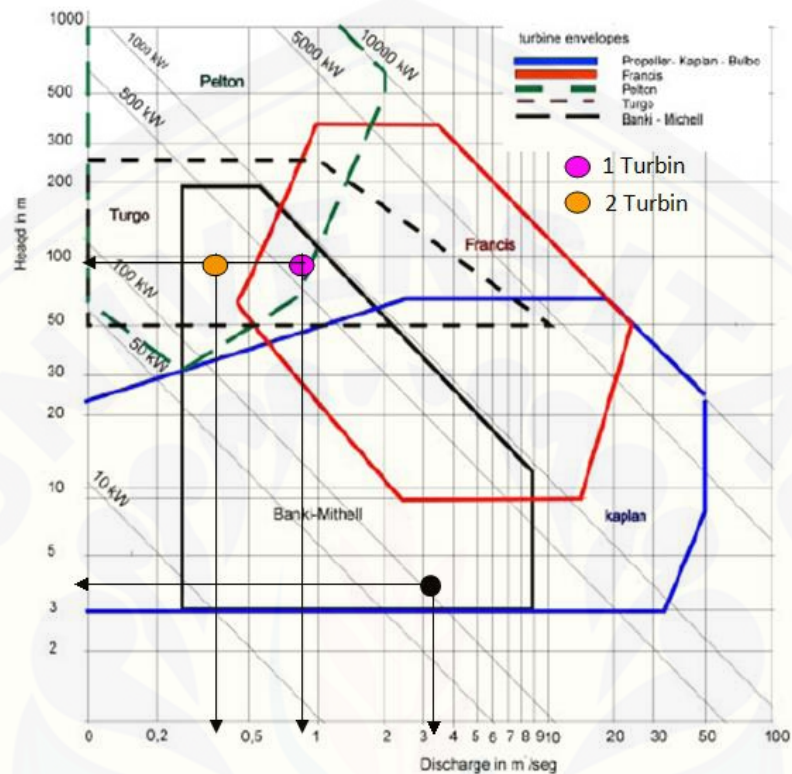 turbine envelopes
Propeller - Kaplan - Bulbo
Francis
Pelton
Turgo
Banki - Michell
1 Turbin
2 Turbin
1000
500
300
200
100
50
30
20
10
5
3
2
Heaqd in m
1000 kW
500 kW
5000 kW
10000 kW
100 kW
50 kW
10 kW
Pelton
Turgo
Francis
Banki-Mithell
kaplan
0 0,2 0,5 1 2 3 4 5 6 7 8 9 10 20 30 50 100
Discharge in m /seg